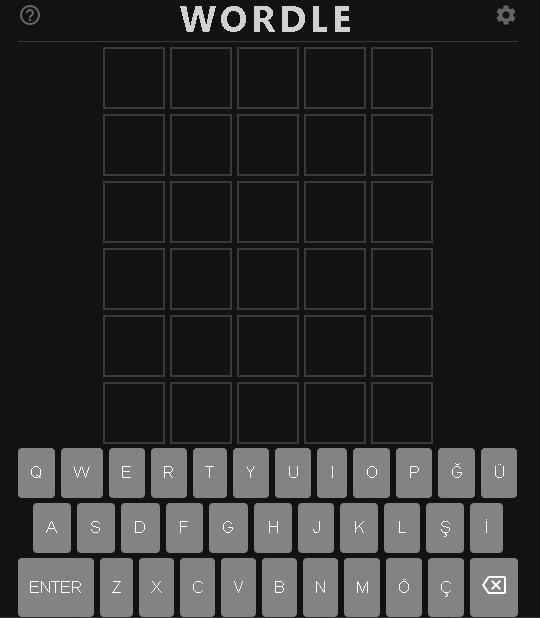 WORDLE
Q W E R T Y U I O P Ğ Ü
A S D F G H J K L Ş İ
ENTER Z X C V B N M Ö Ç